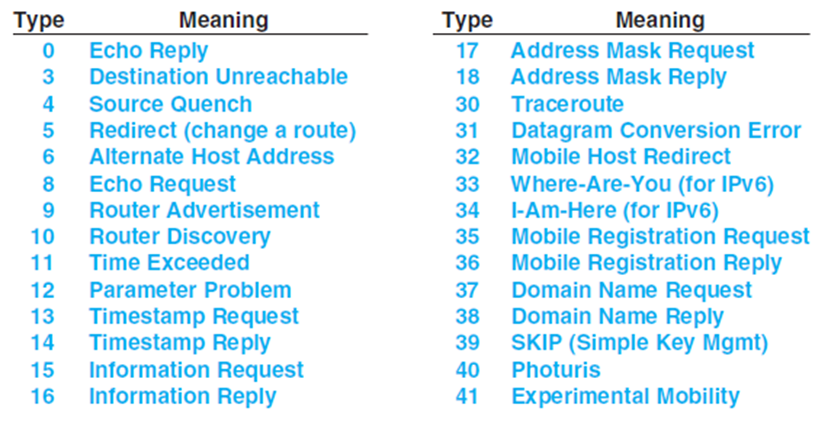 Type Meaning
0 Echo Reply
3 Destination Unreachable
4 Source Quench
5 Redirect (change a route)
6 Alternate Host Address
8 Echo Request
9 Router Advertisement
10 Router Discovery
11 Time Exceeded
12 Parameter Problem
13 Timestamp Request
14 Timestamp Reply
15 Information Request
16 Information Reply
Type Meaning
17 Address Mask Request
18 Address Mask Reply
30 Traceroute
31 Datagram Conversion Error
32 Mobile Host Redirect
33 Where-Are-You (for IPv6)
34 I-Am-Here (for IPv6)
35 Mobile Registration Request
36 Mobile Registration Reply
37 Domain Name Request
38 Domain Name Reply
39 SKIP (Simple Key Mgmt)
40 Photuris
41 Experimental Mobility